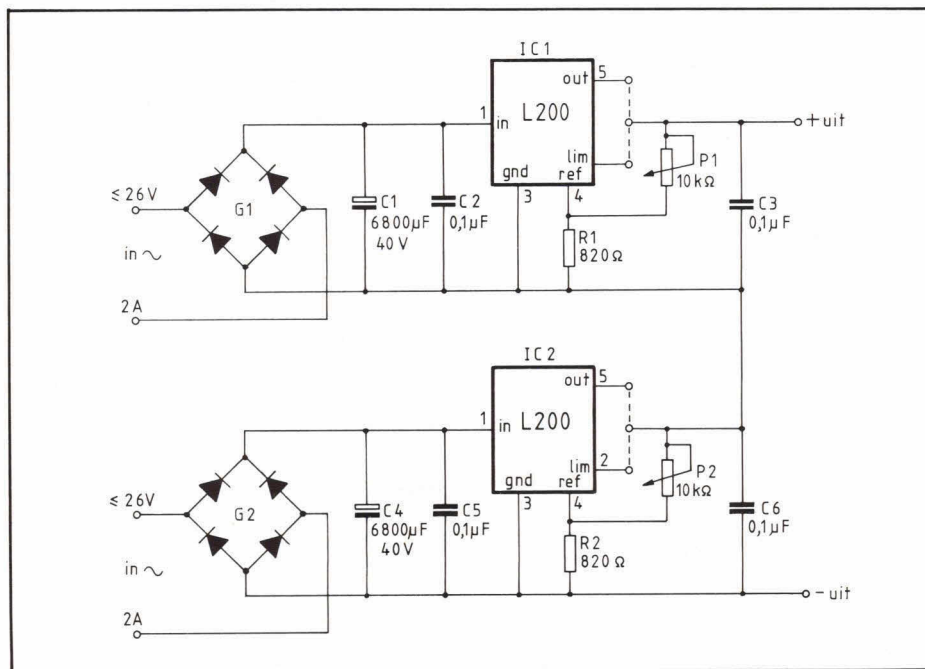 IC1
out 5
1 in L200
+uit
lim
gnd ref
3 4
P1
10kΩ
≤26V
G1
C1
6800µF
40V
C2
0,1µF
C3
0,1µF
R1
820Ω
in ~
2A
IC2
out 5
1 in L200
lim 2
gnd ref
3 4
P2
10kΩ
≤26V
G2
C4
6800µF
40V
C5
0,1µF
C6
0,1µF
R2
820Ω
in ~
2A
-uit